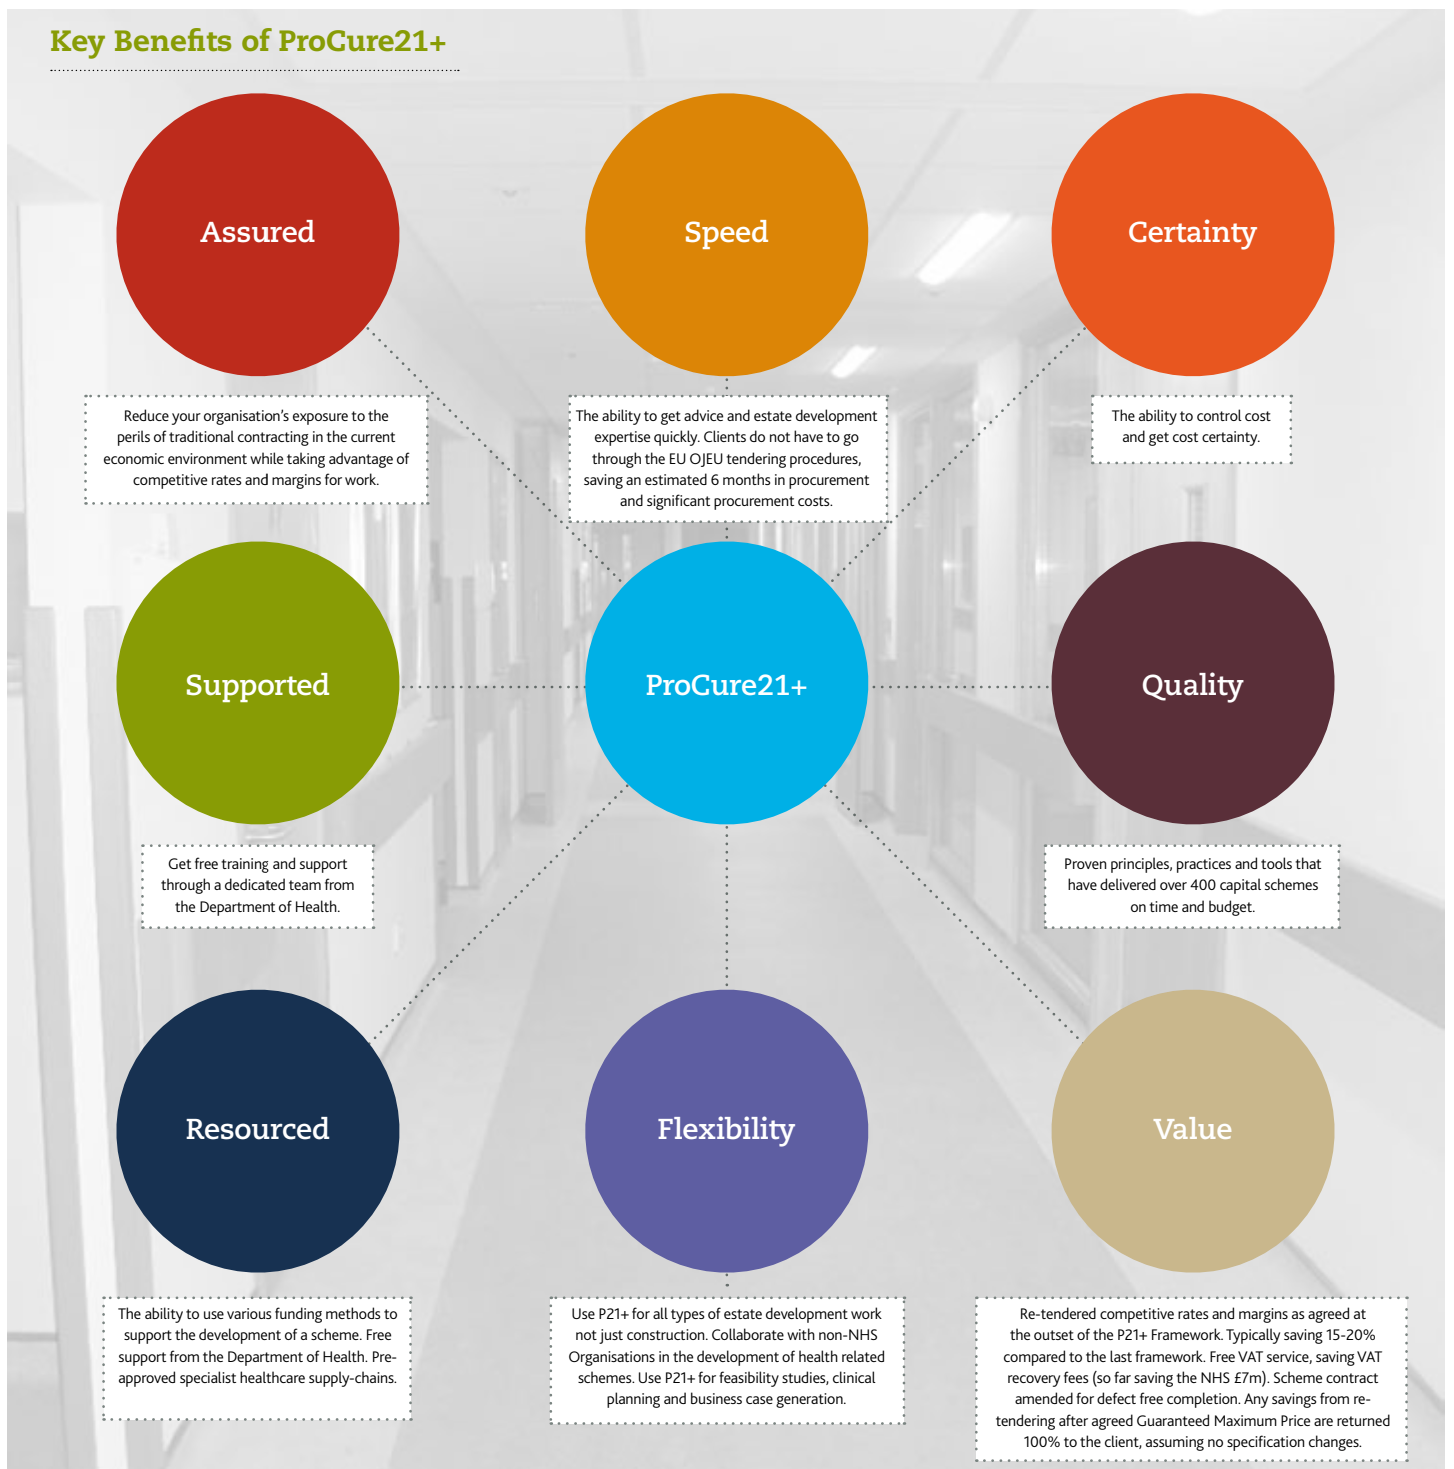 Key Benefits of ProCure21+
Assured
Reduce your organisation's exposure to the
perils of traditional contracting in the current
economic environment while taking advantage of
competitive rates and margins for work.
Speed
The ability to get advice and estate development
expertise quickly. Clients do not have to go
through the EU OJEU tendering procedures,
saving an estimated 6 months in procurement
and significant procurement costs.
Certainty
The ability to control cost
and get cost certainty.
Supported
Get free training and support
through a dedicated team from
the Department of Health.
ProCure21+
Quality
Proven principles, practices and tools that
have delivered over 400 capital schemes
on time and budget.
Resourced
The ability to use various funding methods to
support the development of a scheme. Free
support from the Department of Health. Pre-
approved specialist healthcare supply-chains.
Flexibility
Use P21+ for all types of estate development work
not just construction. Collaborate with non-NHS
Organisations in the development of health related
schemes. Use P21+ for feasibility studies, clinical
planning and business case generation.
Value
Re-tendered competitive rates and margins as agreed at
the outset of the P21+ Framework. Typically saving 15-20%
compared to the last framework. Free VAT service, saving VAT
recovery fees (so far saving the NHS £7m). Scheme contract
amended for defect free completion. Any savings from re-
tendering after agreed Guaranteed Maximum Price are returned
100% to the client, assuming no specification changes.